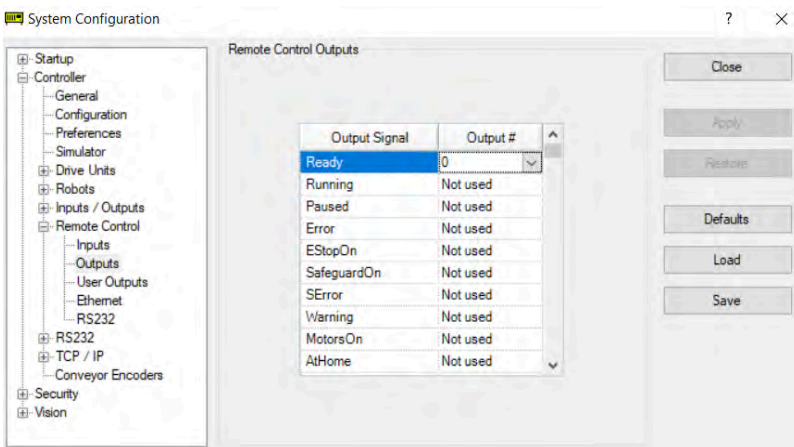 System Configuration
? ×
Startup
Controller
General
Configuration
Preferences
Simulator
Drive Units
Robots
Inputs / Outputs
Remote Control
Inputs
Outputs
User Outputs
Ethernet
RS232
RS232
TCP / IP
Conveyor Encoders
Security
Vision
Remote Control Outputs
Output Signal Output #
Ready 0
Running Not used
Paused Not used
Error Not used
EStopOn Not used
SafeguardOn Not used
SError Not used
Warning Not used
MotorsOn Not used
AtHome Not used
Close
Apply
Restore
Defaults
Load
Save